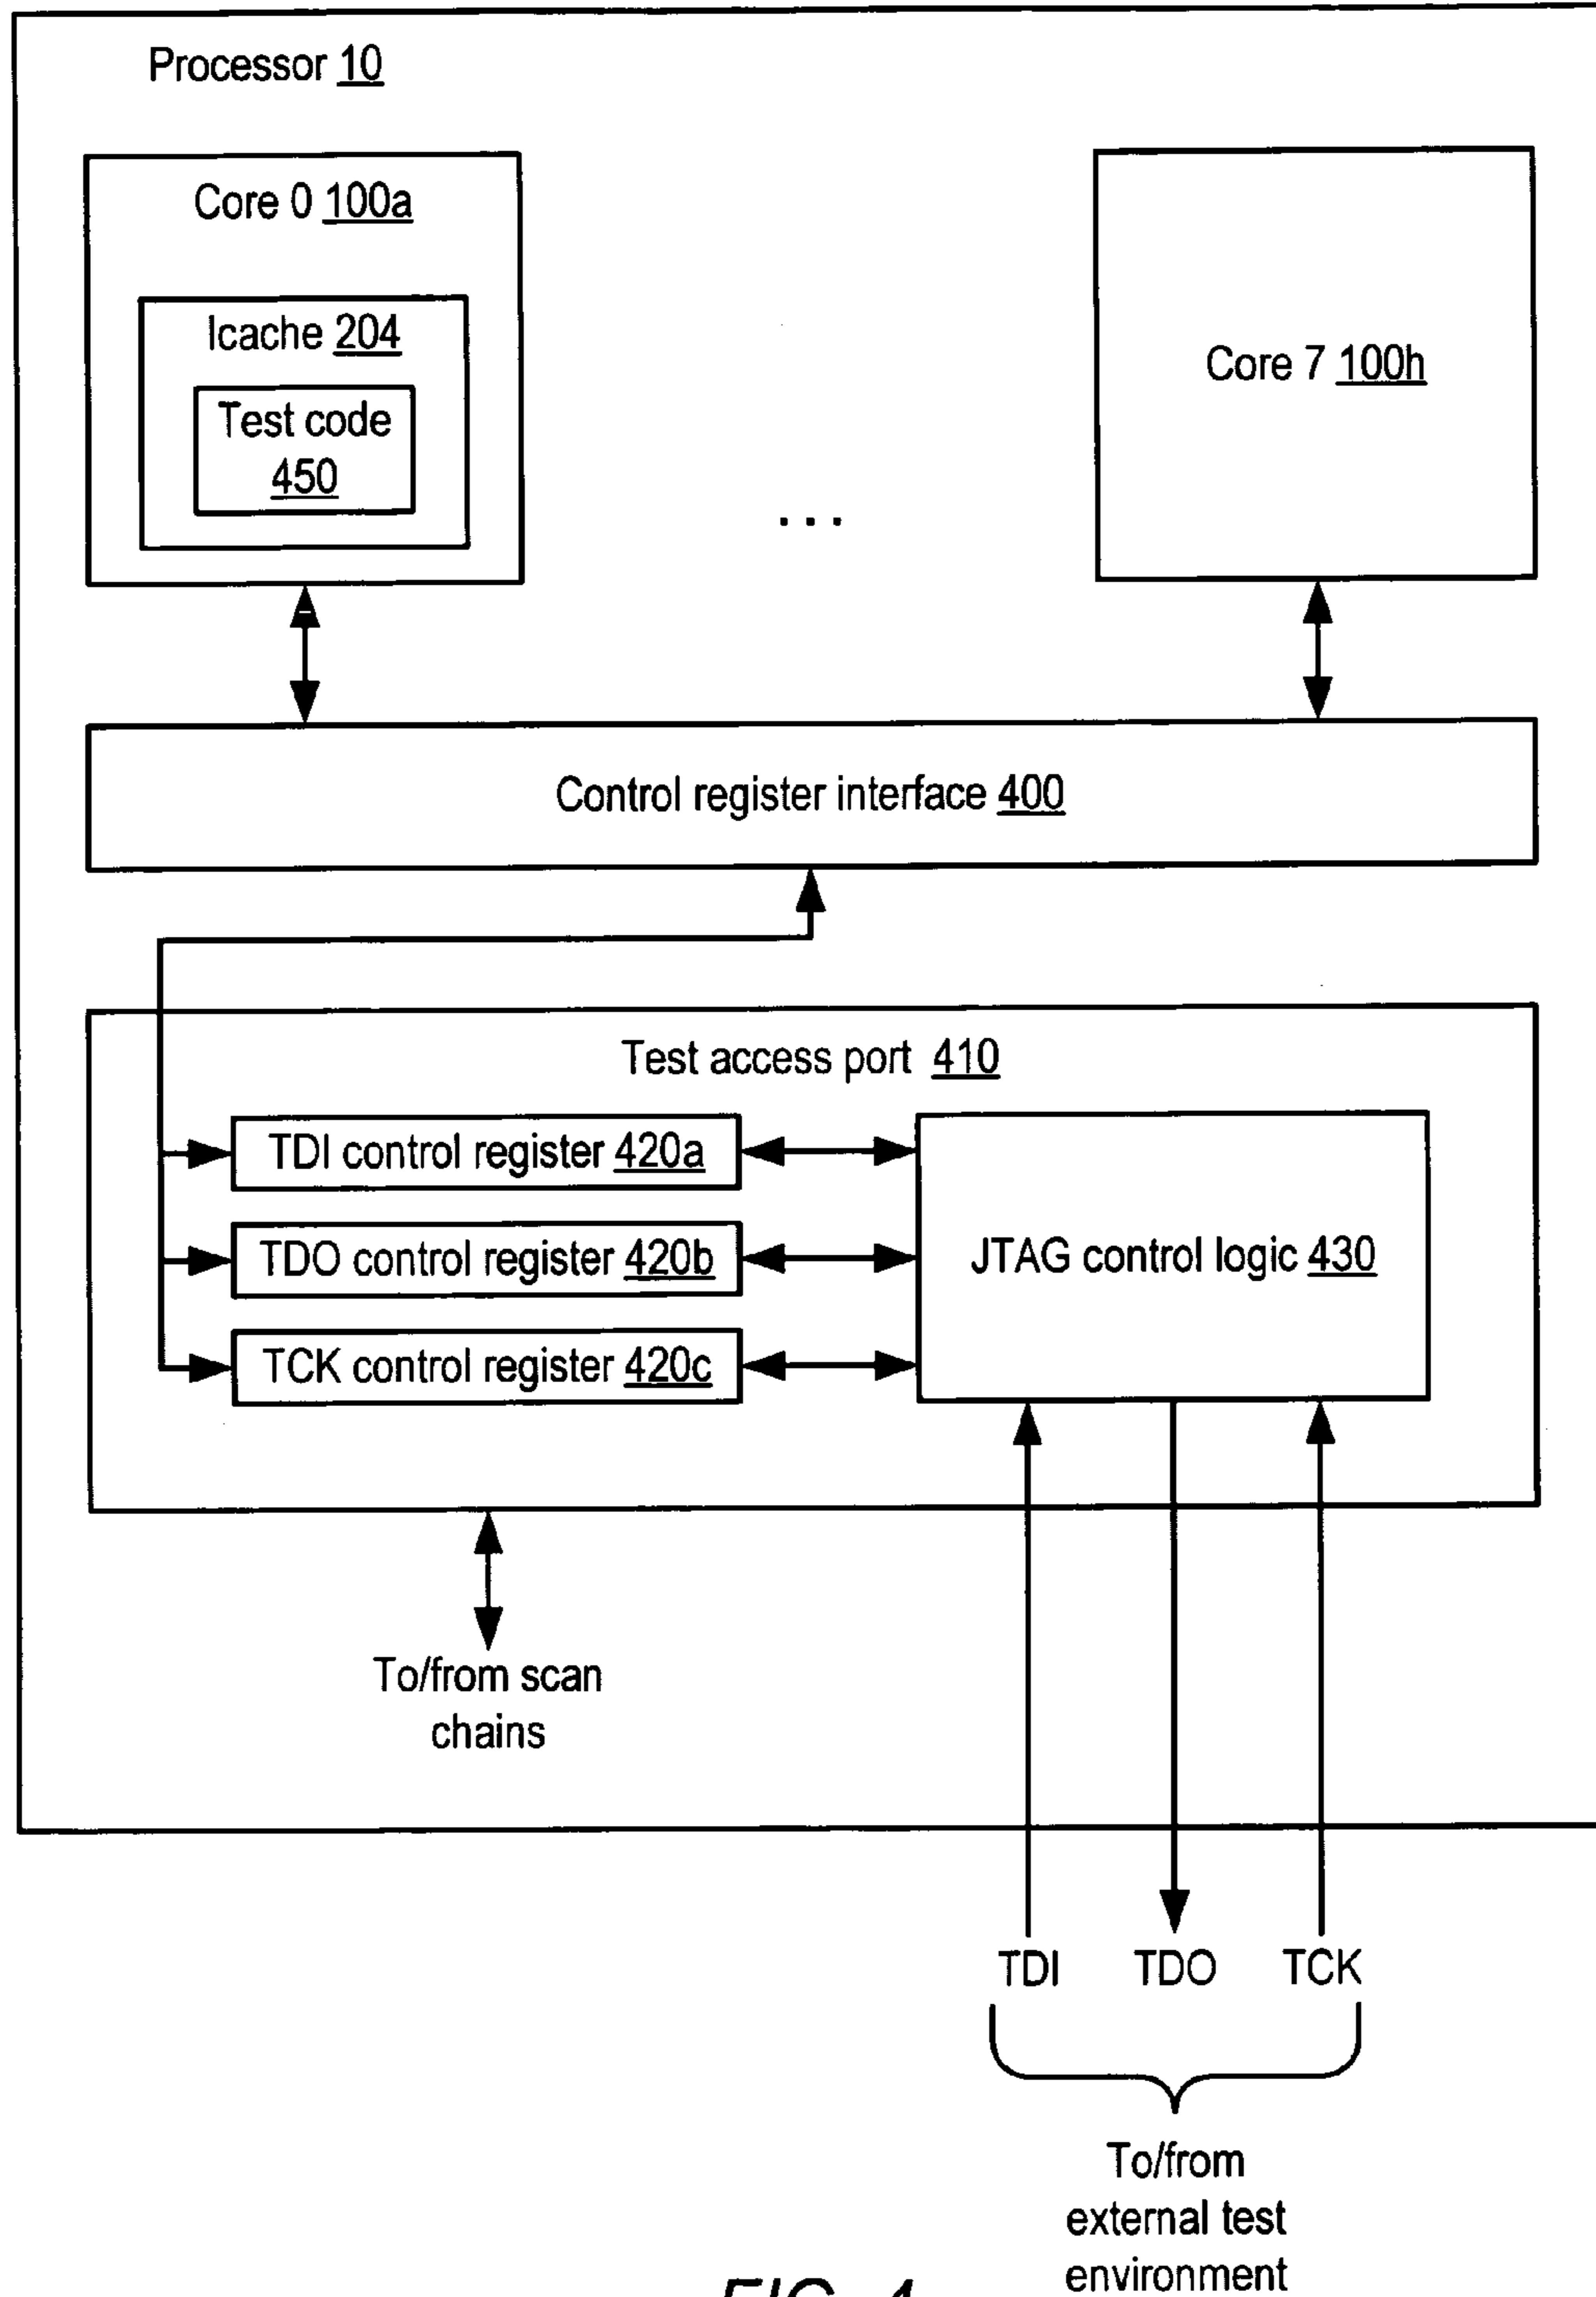 Processor 10
Core 0 100a
Icache 204
Test code
450
...
Core 7 100h
Control register interface 400
Test access port 410
TDI control register 420a
TDO control register 420b
TCK control register 420c
JTAG control logic 430
To/from scan
chains
TDI TDO TCK
To/from
external test
environment